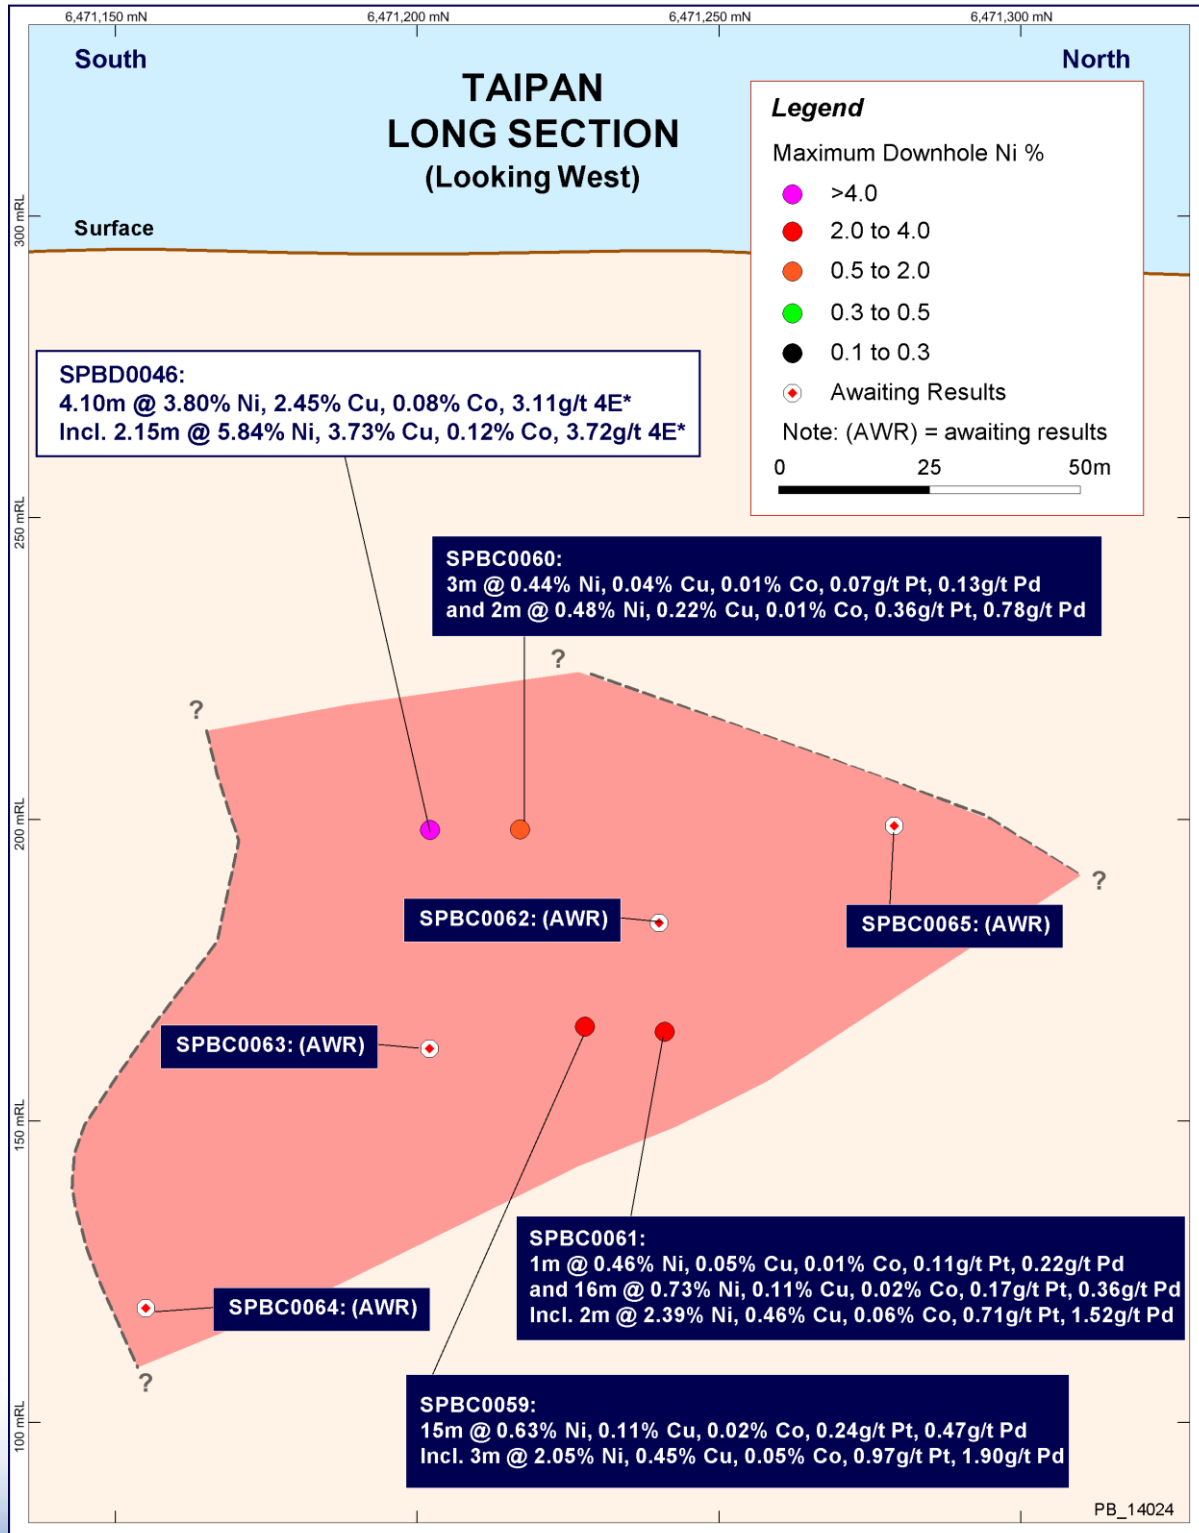 6,471,150 mN
6,471,200 mN
6,471,250 mN
6,471,300 mN
South
North
TAIPAN
LONG SECTION
(Looking West)
Legend
Maximum Downhole Ni %
>4.0
2.0 to 4.0
0.5 to 2.0
0.3 to 0.5
0.1 to 0.3
Awaiting Results
Note: (AWR) = awaiting results
0 25 50m
300 mRL
Surface
SPBD0046:
4.10m @ 3.80% Ni, 2.45% Cu, 0.08% Co, 3.11g/t 4E*
Incl. 2.15m @ 5.84% Ni, 3.73% Cu, 0.12% Co, 3.72g/t 4E*
250 mRL
SPBC0060:
3m @ 0.44% Ni, 0.04% Cu, 0.01% Co, 0.07g/t Pt, 0.13g/t Pd
and 2m @ 0.48% Ni, 0.22% Cu, 0.01% Co, 0.36g/t Pt, 0.78g/t Pd
?
?
200 mRL
?
SPBC0062: (AWR)
SPBC0065: (AWR)
SPBC0063: (AWR)
150 mRL
SPBC0061:
1m @ 0.46% Ni, 0.05% Cu, 0.01% Co, 0.11g/t Pt, 0.22g/t Pd
and 16m @ 0.73% Ni, 0.11% Cu, 0.02% Co, 0.17g/t Pt, 0.36g/t Pd
Incl. 2m @ 2.39% Ni, 0.46% Cu, 0.06% Co, 0.71g/t Pt, 1.52g/t Pd
SPBC0064: (AWR)
?
SPBC0059:
15m @ 0.63% Ni, 0.11% Cu, 0.02% Co, 0.24g/t Pt, 0.47g/t Pd
Incl. 3m @ 2.05% Ni, 0.45% Cu, 0.05% Co, 0.97g/t Pt, 1.90g/t Pd
100 mRL
PB_14024